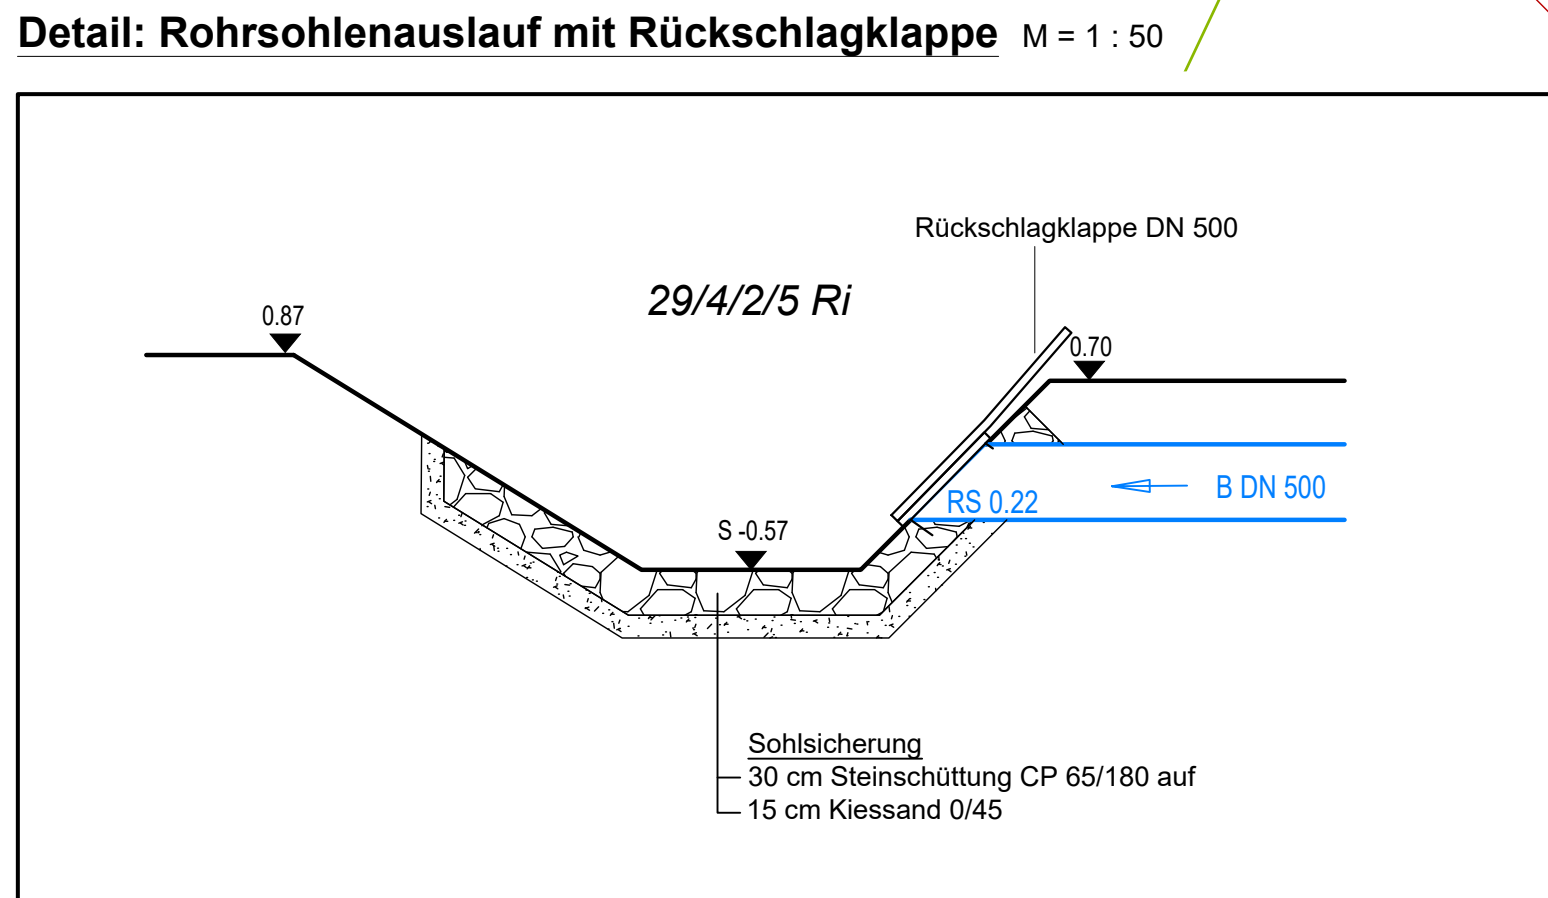 Detail: Rohrsohlenauslauf mit Rückschlagklappe M = 1 : 50
Rückschlagklappe DN 500
29/4/2/5 Ri
0.87
0.70
RS 0.22
B DN 500
S -0.57
Sohlsicherung
30 cm Steinschüttung CP 65/180 auf
15 cm Kiessand 0/45